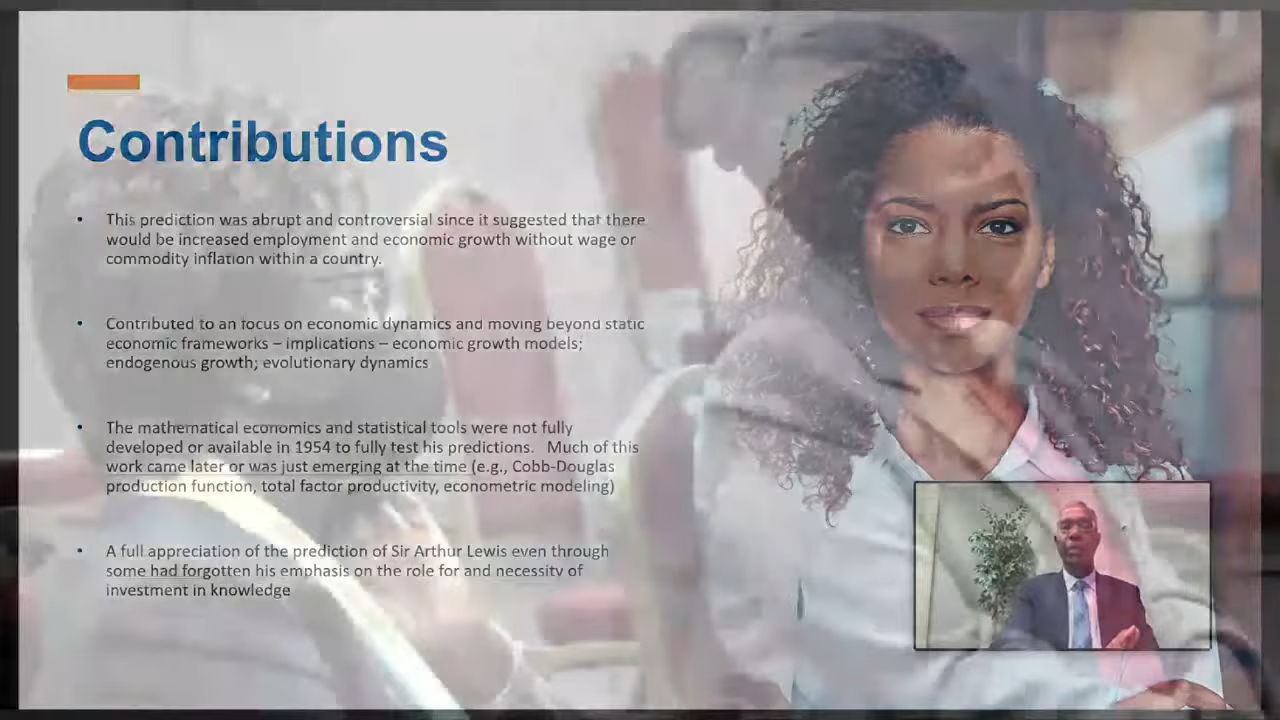 Contributions
• This prediction was abrupt and controversial since it suggested that there
would be increased employment and economic growth without wage or
commodity inflation within a country.
• Contributed to an focus on economic dynamics and moving beyond static
economic frameworks – implications – economic growth models;
endogenous growth; evolutionary dynamics
• The mathematical economics and statistical tools were not fully
developed or available in 1954 to fully test his predictions.   Much of this
work came later or was just emerging at the time (e.g., Cobb-Douglas
production function, total factor productivity, econometric modeling)
• A full appreciation of the prediction of Sir Arthur Lewis even through
some had forgotten his emphasis on the role for and necessity of
investment in knowledge